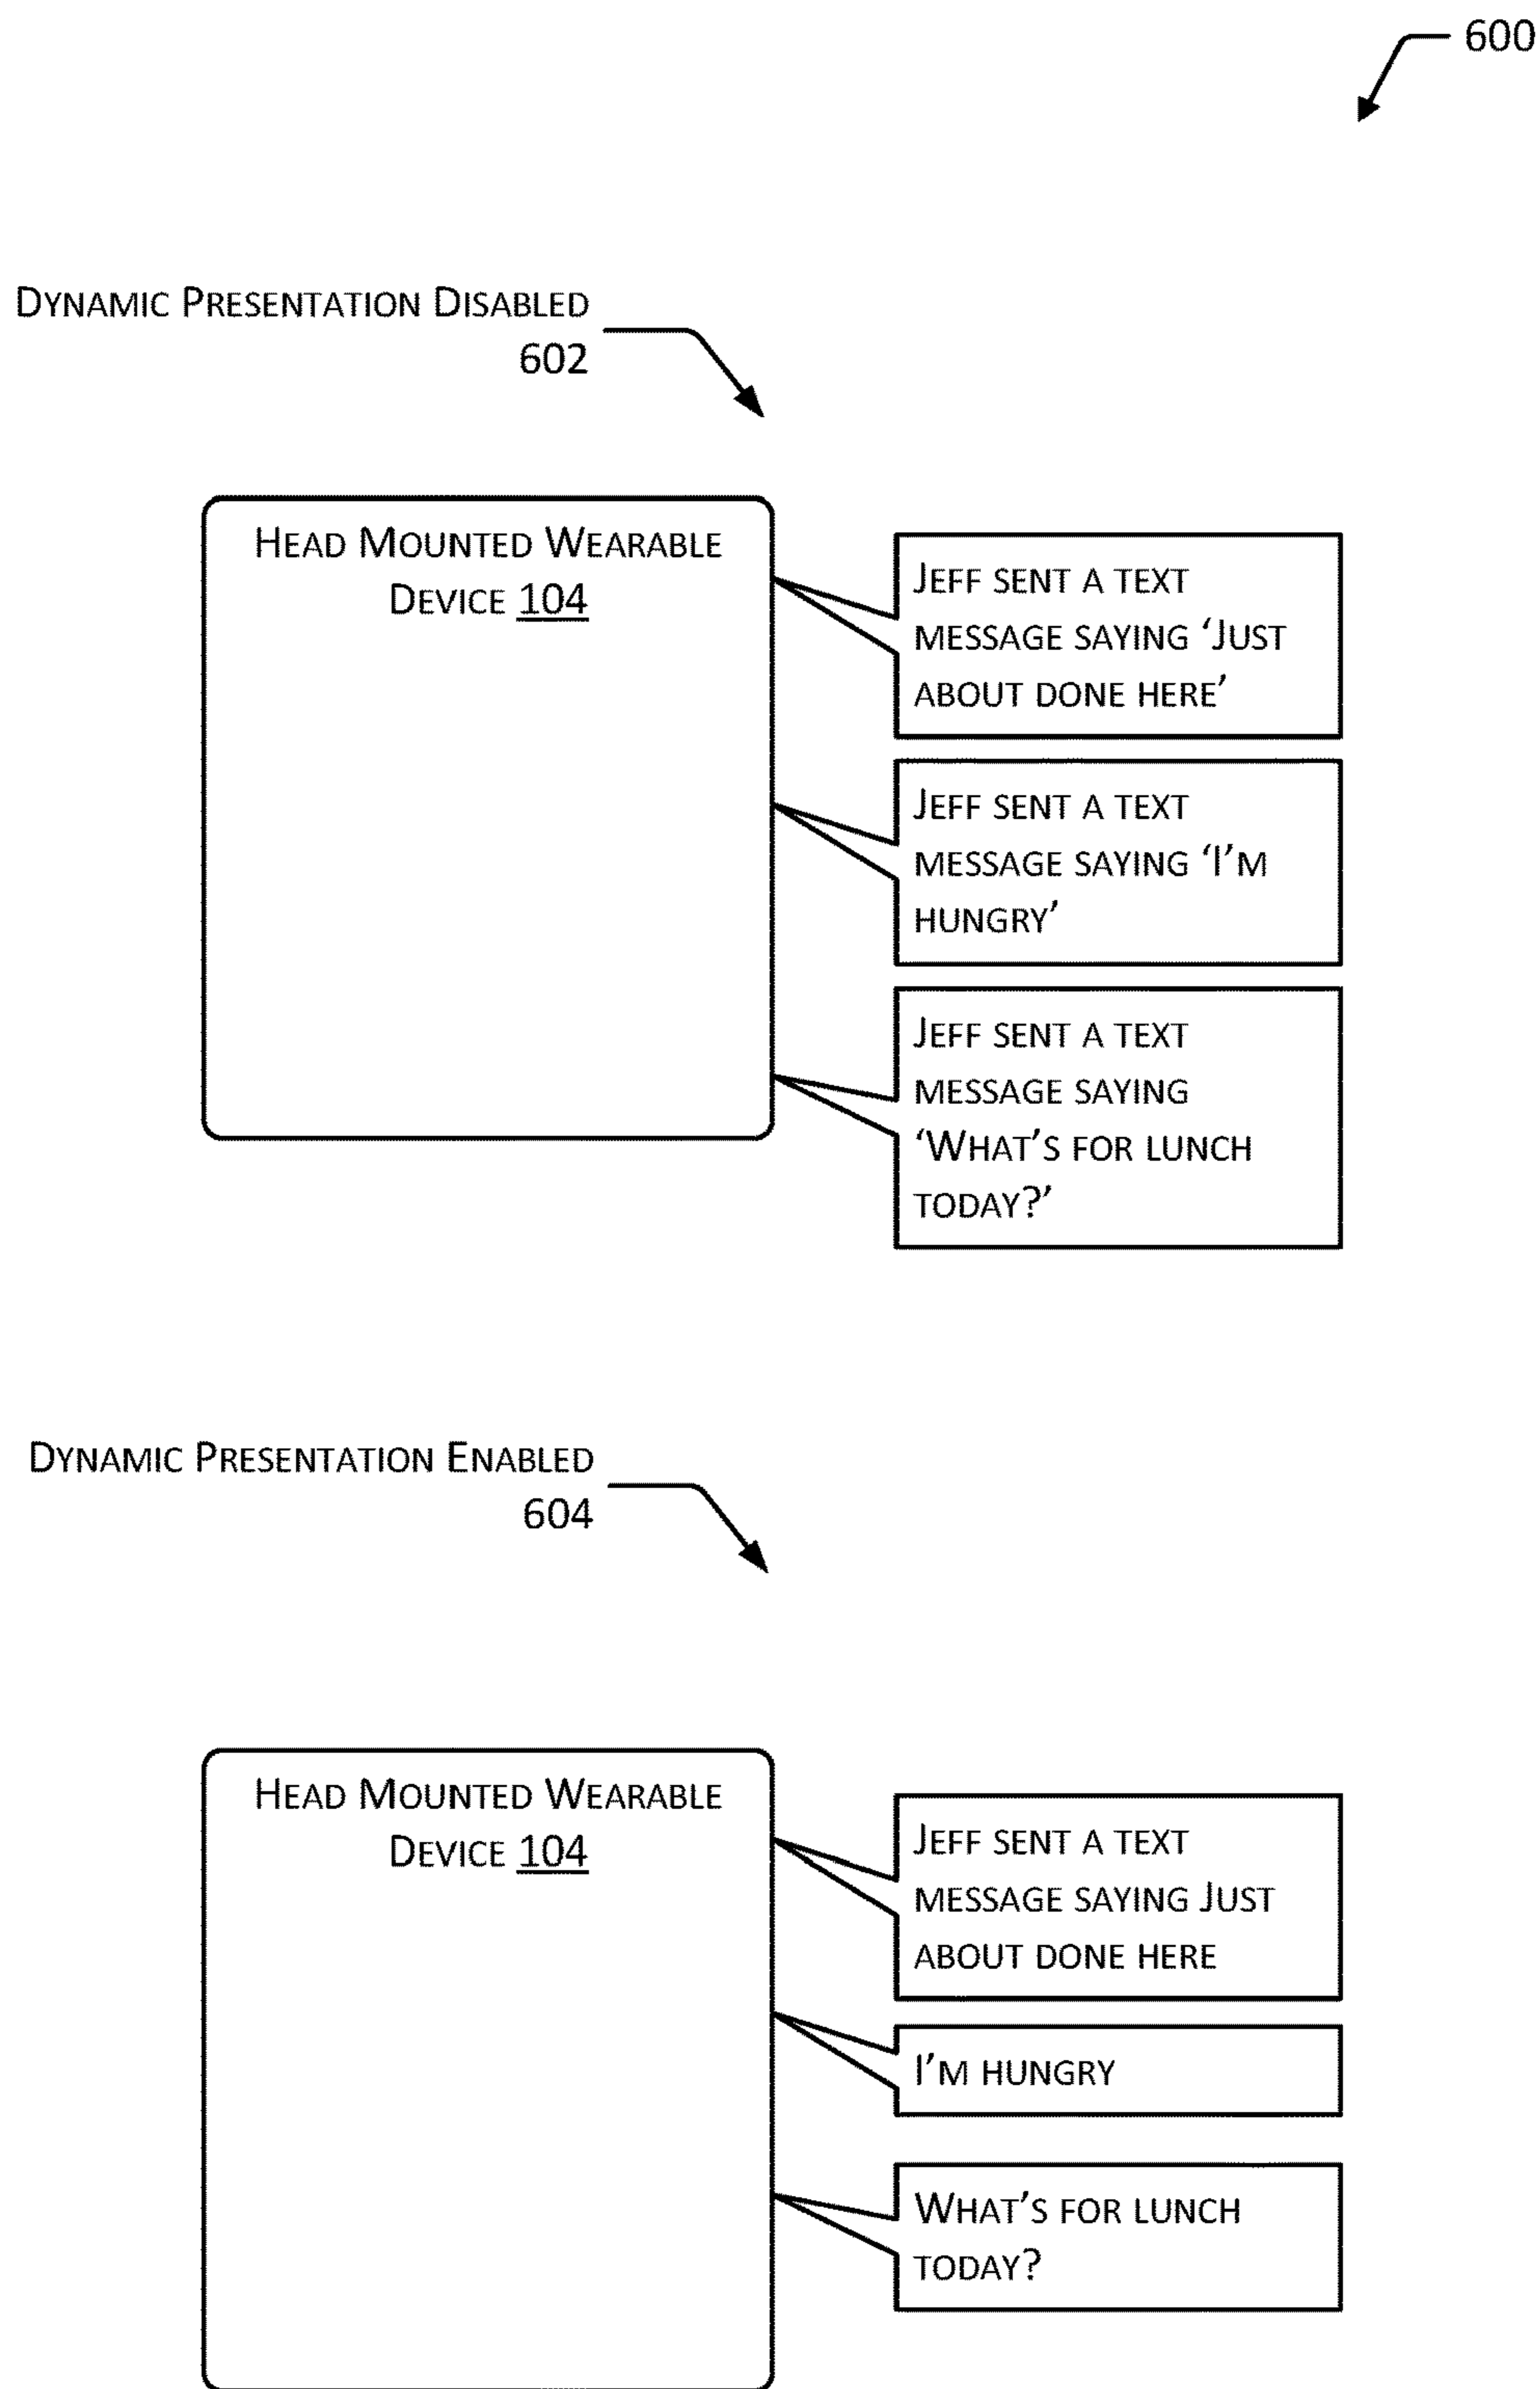 600
Dynamic Presentation Disabled
602
Head Mounted Wearable
Device 104
Jeff sent a text
message saying ‘Just
about done here’
Jeff sent a text
message saying ‘I’m
hungry’
Jeff sent a text
message saying
‘What’s for lunch
today?’
Dynamic Presentation Enabled
604
Head Mounted Wearable
Device 104
Jeff sent a text
message saying Just
about done here
I’m hungry
What’s for lunch
today?